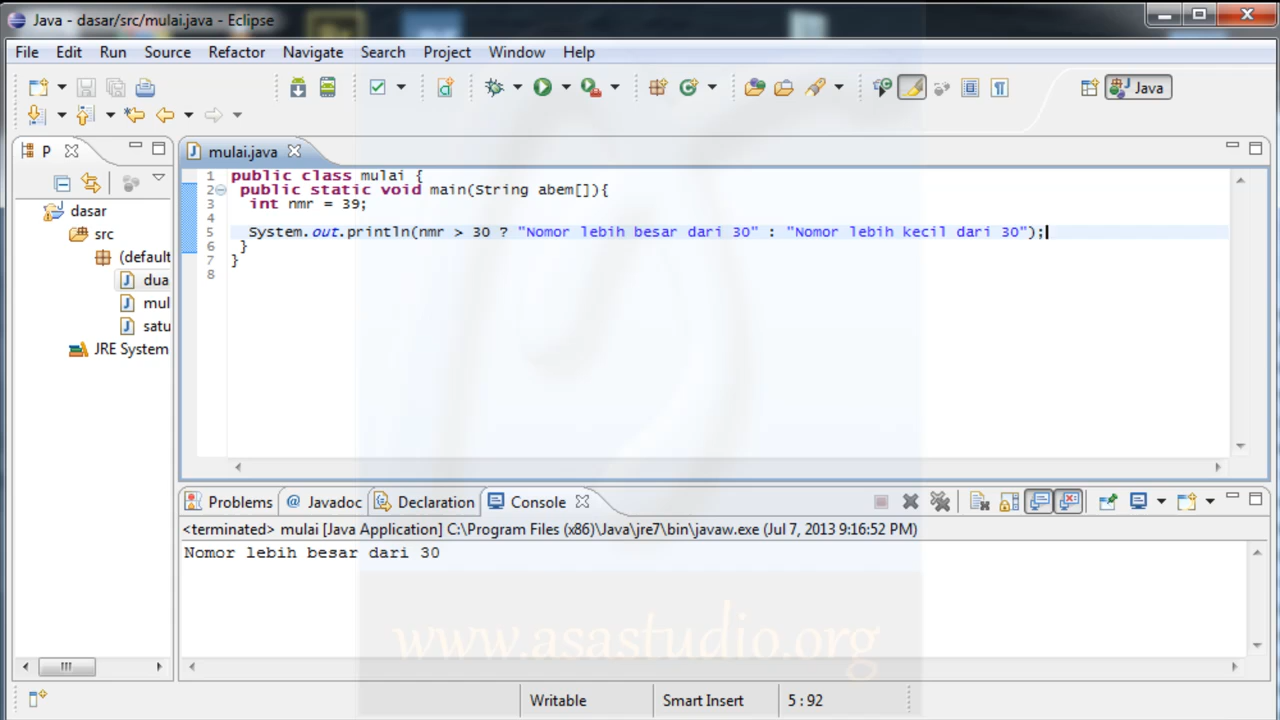 Java - dasar/src/mulai.java - Eclipse
File Edit Run Source Refactor Navigate Search Project Window Help
Java
P
mulai.java
dasar
src
(default
dua
mul
satu
JRE System
1 public class mulai {
2 public static void main(String abem[]){
3 int nmr = 39;
4
5 System.out.println(nmr > 30 ? "Nomor lebih besar dari 30" : "Nomor lebih kecil dari 30");
6 }
7 }
8
Problems @ Javadoc Declaration Console
<terminated> mulai [Java Application] C:\Program Files (x86)\Java\jre7\bin\javaw.exe (Jul 7, 2013 9:16:52 PM)
Nomor lebih besar dari 30
www.asastudio.org
Writable Smart Insert 5 : 92